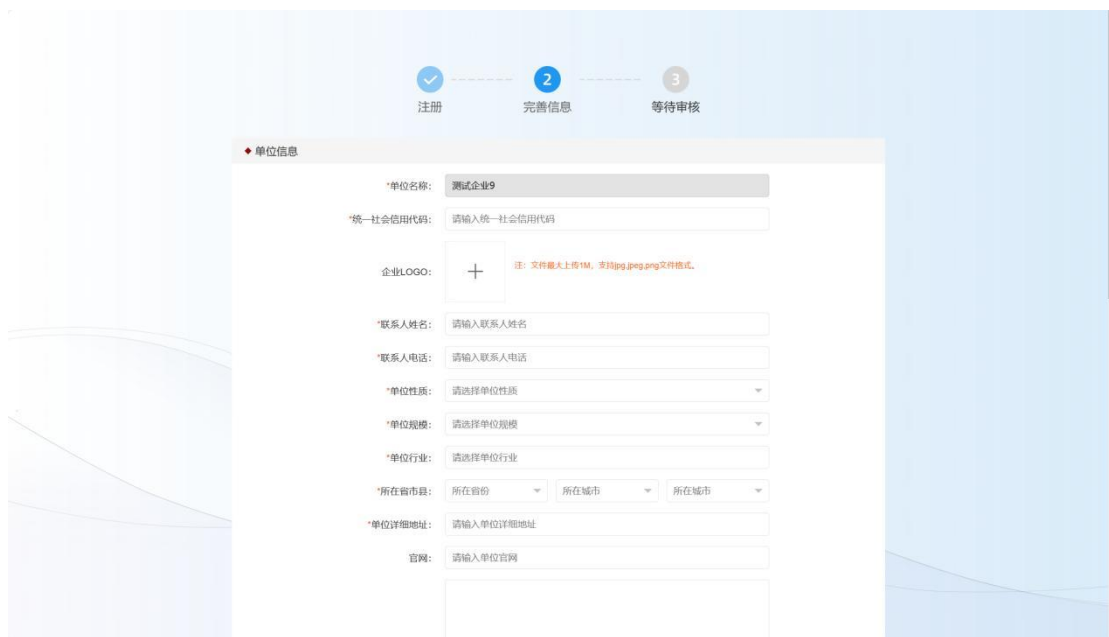 2
3
注册
完善信息
等待审核
单位信息
*单位名称：
测试企业9
*统一社会信用代码：
请输入统一社会信用代码
企业LOGO：
注：文件最大上传1M，支持jpg,jpeg,png文件格式。
*联系人姓名：
请输入联系人姓名
*联系人电话：
请输入联系人电话
*单位性质：
请选择单位性质
*单位规模：
请选择单位规模
*单位行业：
请选择单位行业
*所在省市县：
所在省份
所在城市
所在城市
*单位详细地址：
请输入单位详细地址
官网：
请输入单位官网